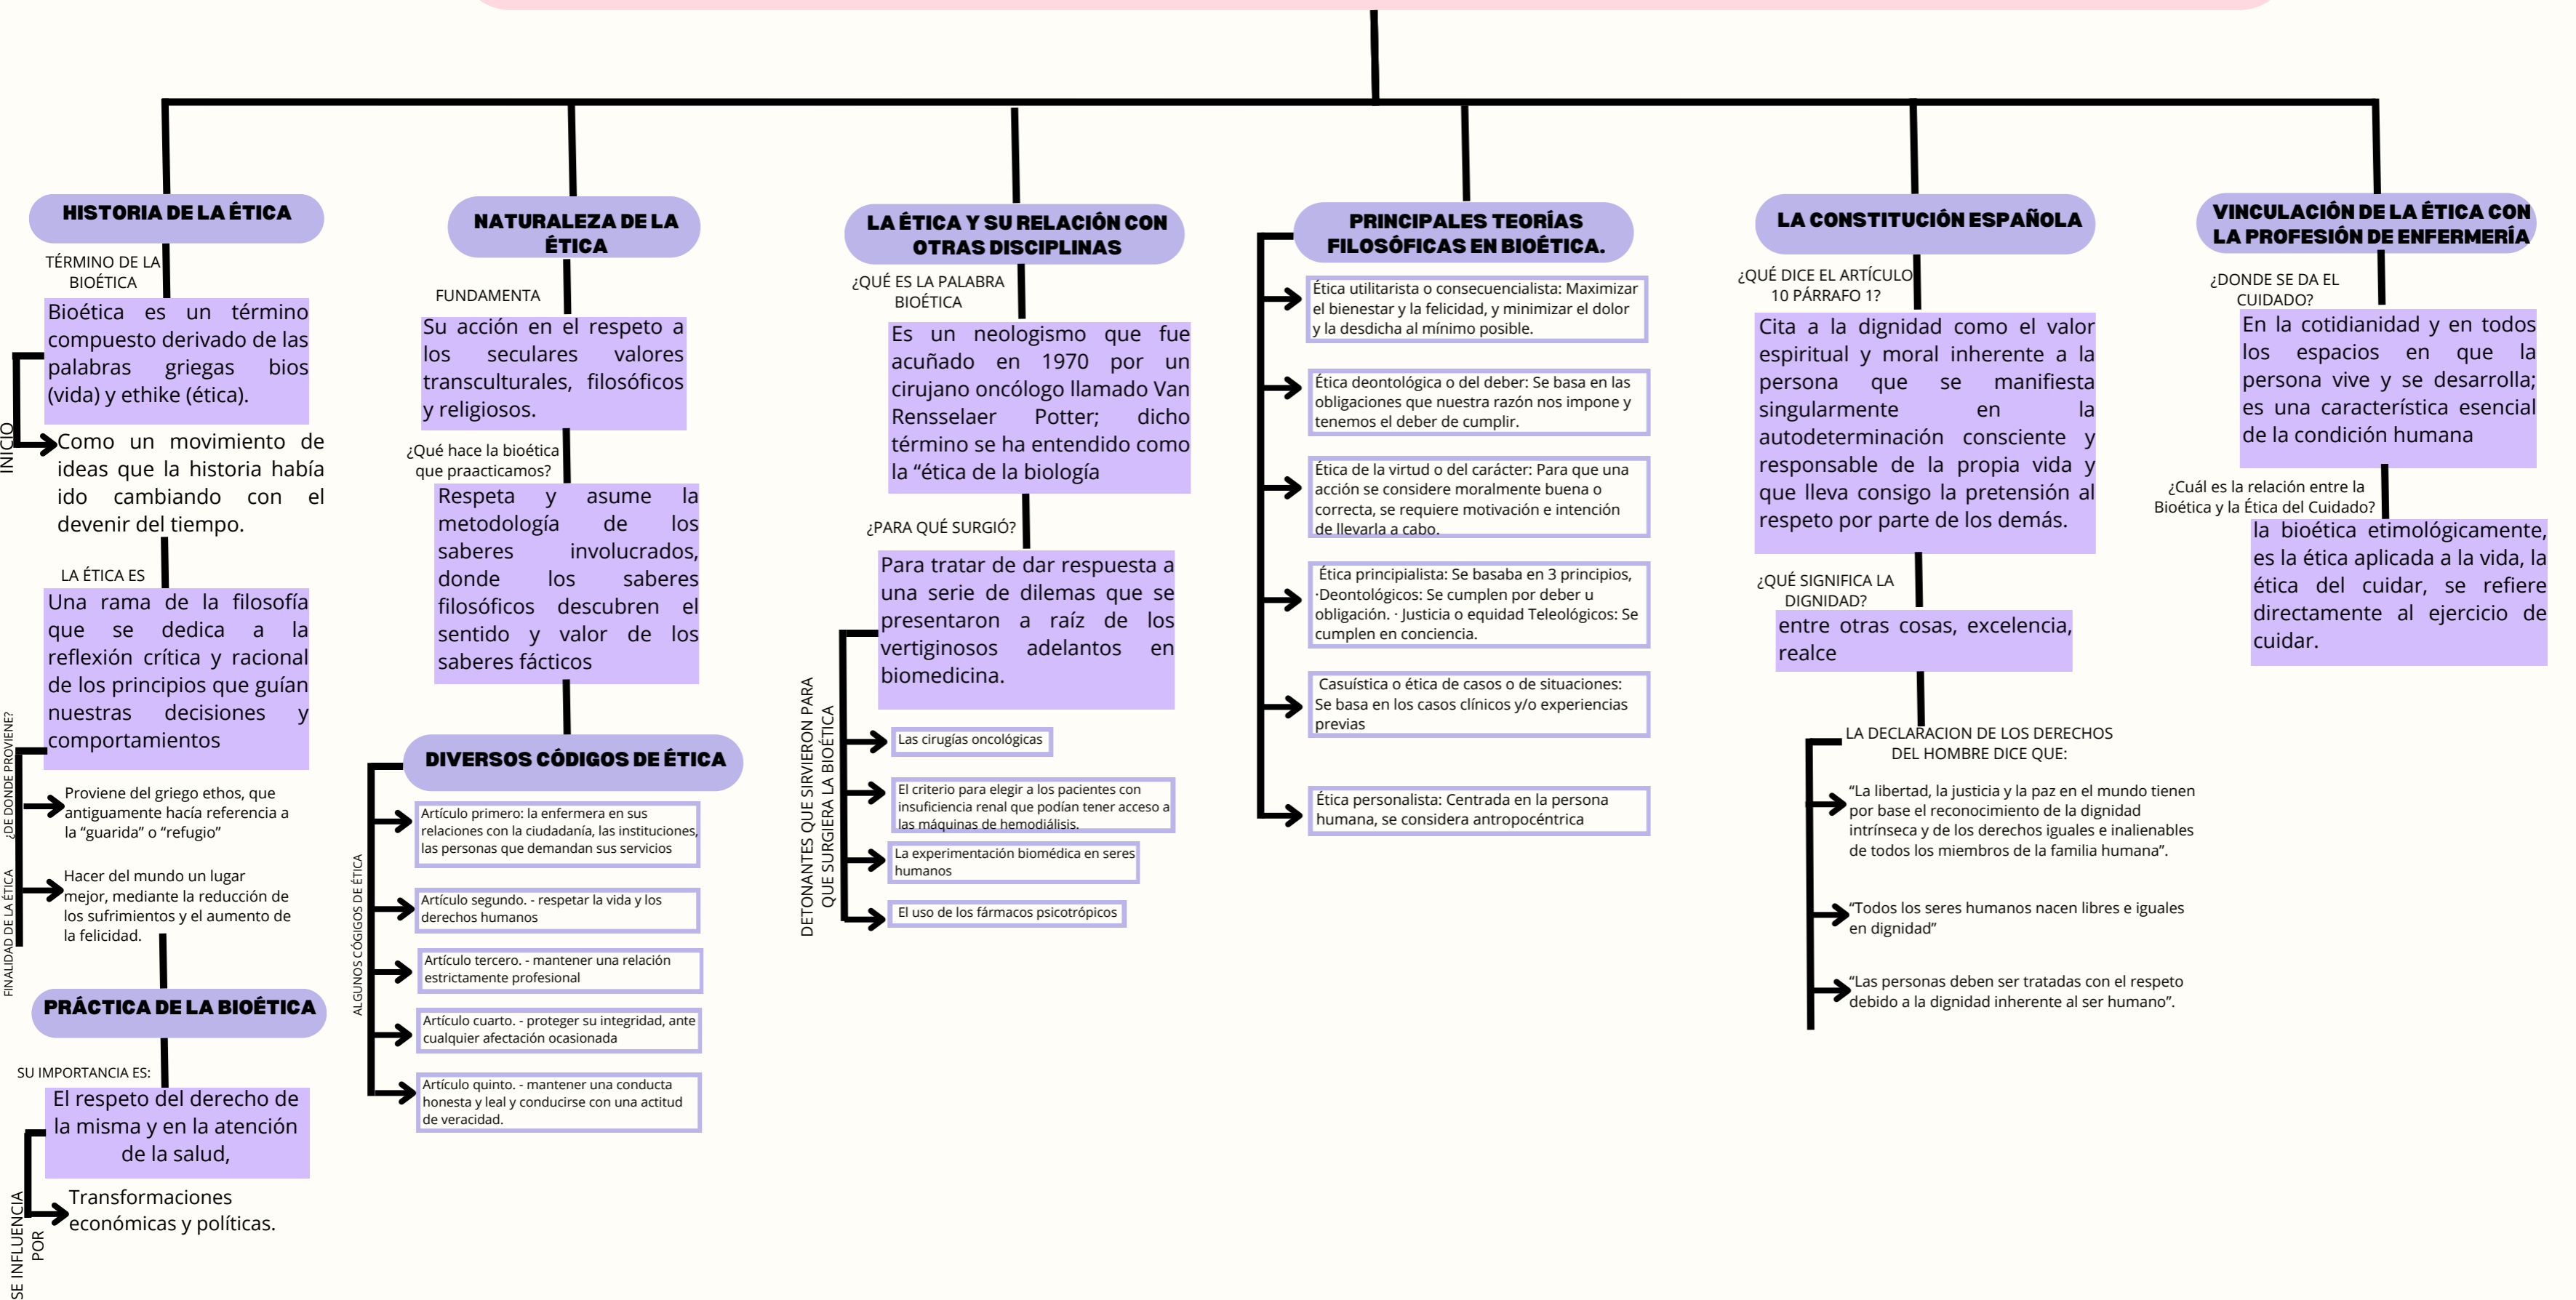 HISTORIA DE LA ÉTICA
TÉRMINO DE LA
BIOÉTICA
Bioética es un término
compuesto derivado de las
palabras griegas bios
(vida) y ethike (ética).
INICIO
Como un movimiento de
ideas que la historia había
ido cambiando con el
devenir del tiempo.
LA ÉTICA ES
Una rama de la filosofía
que se dedica a la
reflexión crítica y racional
de los principios que guían
nuestras decisiones y
comportamientos
¿DE DONDE PROVIENE?
Proviene del griego ethos, que
antiguamente hacía referencia a
la “guarida” o “refugio”
FINALIDAD DE LA ÉTICA
Hacer del mundo un lugar
mejor, mediante la reducción de
los sufrimientos y el aumento de
la felicidad.
PRÁCTICA DE LA BIOÉTICA
SU IMPORTANCIA ES:
El respeto del derecho de
la misma y en la atención
de la salud,
SE INFLUENCIA
POR
Transformaciones
económicas y políticas.
NATURALEZA DE LA
ÉTICA
FUNDAMENTA
Su acción en el respeto a
los seculares valores
transculturales, filosóficos
y religiosos.
¿Qué hace la bioética
que praacticamos?
Respeta y asume la
metodología de los
saberes involucrados,
donde los saberes
filosóficos descubren el
sentido y valor de los
saberes fácticos
DIVERSOS CÓDIGOS DE ÉTICA
ALGUNOS CÓGIGOS DE ÉTICA
Artículo primero: la enfermera en sus
relaciones con la ciudadanía, las instituciones,
las personas que demandan sus servicios
Artículo segundo. - respetar la vida y los
derechos humanos
Artículo tercero. - mantener una relación
estrictamente profesional
Artículo cuarto. - proteger su integridad, ante
cualquier afectación ocasionada
Artículo quinto. - mantener una conducta
honesta y leal y conducirse con una actitud
de veracidad.
LA ÉTICA Y SU RELACIÓN CON
OTRAS DISCIPLINAS
¿QUÉ ES LA PALABRA
BIOÉTICA
Es un neologismo que fue
acuñado en 1970 por un
cirujano oncólogo llamado Van
Rensselaer Potter; dicho
término se ha entendido como
la “ética de la biología
¿PARA QUÉ SURGIÓ?
Para tratar de dar respuesta a
una serie de dilemas que se
presentaron a raíz de los
vertiginosos adelantos en
biomedicina.
DETONANTES QUE SIRVIERON PARA
QUE SURGIERA LA BIOÉTICA
Las cirugías oncológicas
El criterio para elegir a los pacientes con
insuficiencia renal que podían tener acceso a
las máquinas de hemodiálisis.
La experimentación biomédica en seres
humanos
El uso de los fármacos psicotrópicos
PRINCIPALES TEORÍAS
FILOSÓFICAS EN BIOÉTICA.
Ética utilitarista o consecuencialista: Maximizar
el bienestar y la felicidad, y minimizar el dolor
y la desdicha al mínimo posible.
Ética deontológica o del deber: Se basa en las
obligaciones que nuestra razón nos impone y
tenemos el deber de cumplir.
Ética de la virtud o del carácter: Para que una
acción se considere moralmente buena o
correcta, se requiere motivación e intención
de llevarla a cabo.
Ética principialista: Se basaba en 3 principios,
·Deontológicos: Se cumplen por deber u
obligación. · Justicia o equidad Teleológicos: Se
cumplen en conciencia.
Casuística o ética de casos o de situaciones:
Se basa en los casos clínicos y/o experiencias
previas
Ética personalista: Centrada en la persona
humana, se considera antropocéntrica
LA CONSTITUCIÓN ESPAÑOLA
¿QUÉ DICE EL ARTÍCULO
10 PÁRRAFO 1?
Cita a la dignidad como el valor
espiritual y moral inherente a la
persona que se manifiesta
singularmente en la
autodeterminación consciente y
responsable de la propia vida y
que lleva consigo la pretensión al
respeto por parte de los demás.
¿QUÉ SIGNIFICA LA
DIGNIDAD?
entre otras cosas, excelencia,
realce
LA DECLARACION DE LOS DERECHOS
DEL HOMBRE DICE QUE:
“La libertad, la justicia y la paz en el mundo tienen
por base el reconocimiento de la dignidad
intrínseca y de los derechos iguales e inalienables
de todos los miembros de la familia humana”.
“Todos los seres humanos nacen libres e iguales
en dignidad”
“Las personas deben ser tratadas con el respeto
debido a la dignidad inherente al ser humano”.
VINCULACIÓN DE LA ÉTICA CON
LA PROFESIÓN DE ENFERMERÍA
¿DONDE SE DA EL
CUIDADO?
En la cotidianidad y en todos
los espacios en que la
persona vive y se desarrolla;
es una característica esencial
de la condición humana
¿Cuál es la relación entre la
Bioética y la Ética del Cuidado?
la bioética etimológicamente,
es la ética aplicada a la vida, la
ética del cuidar, se refiere
directamente al ejercicio de
cuidar.